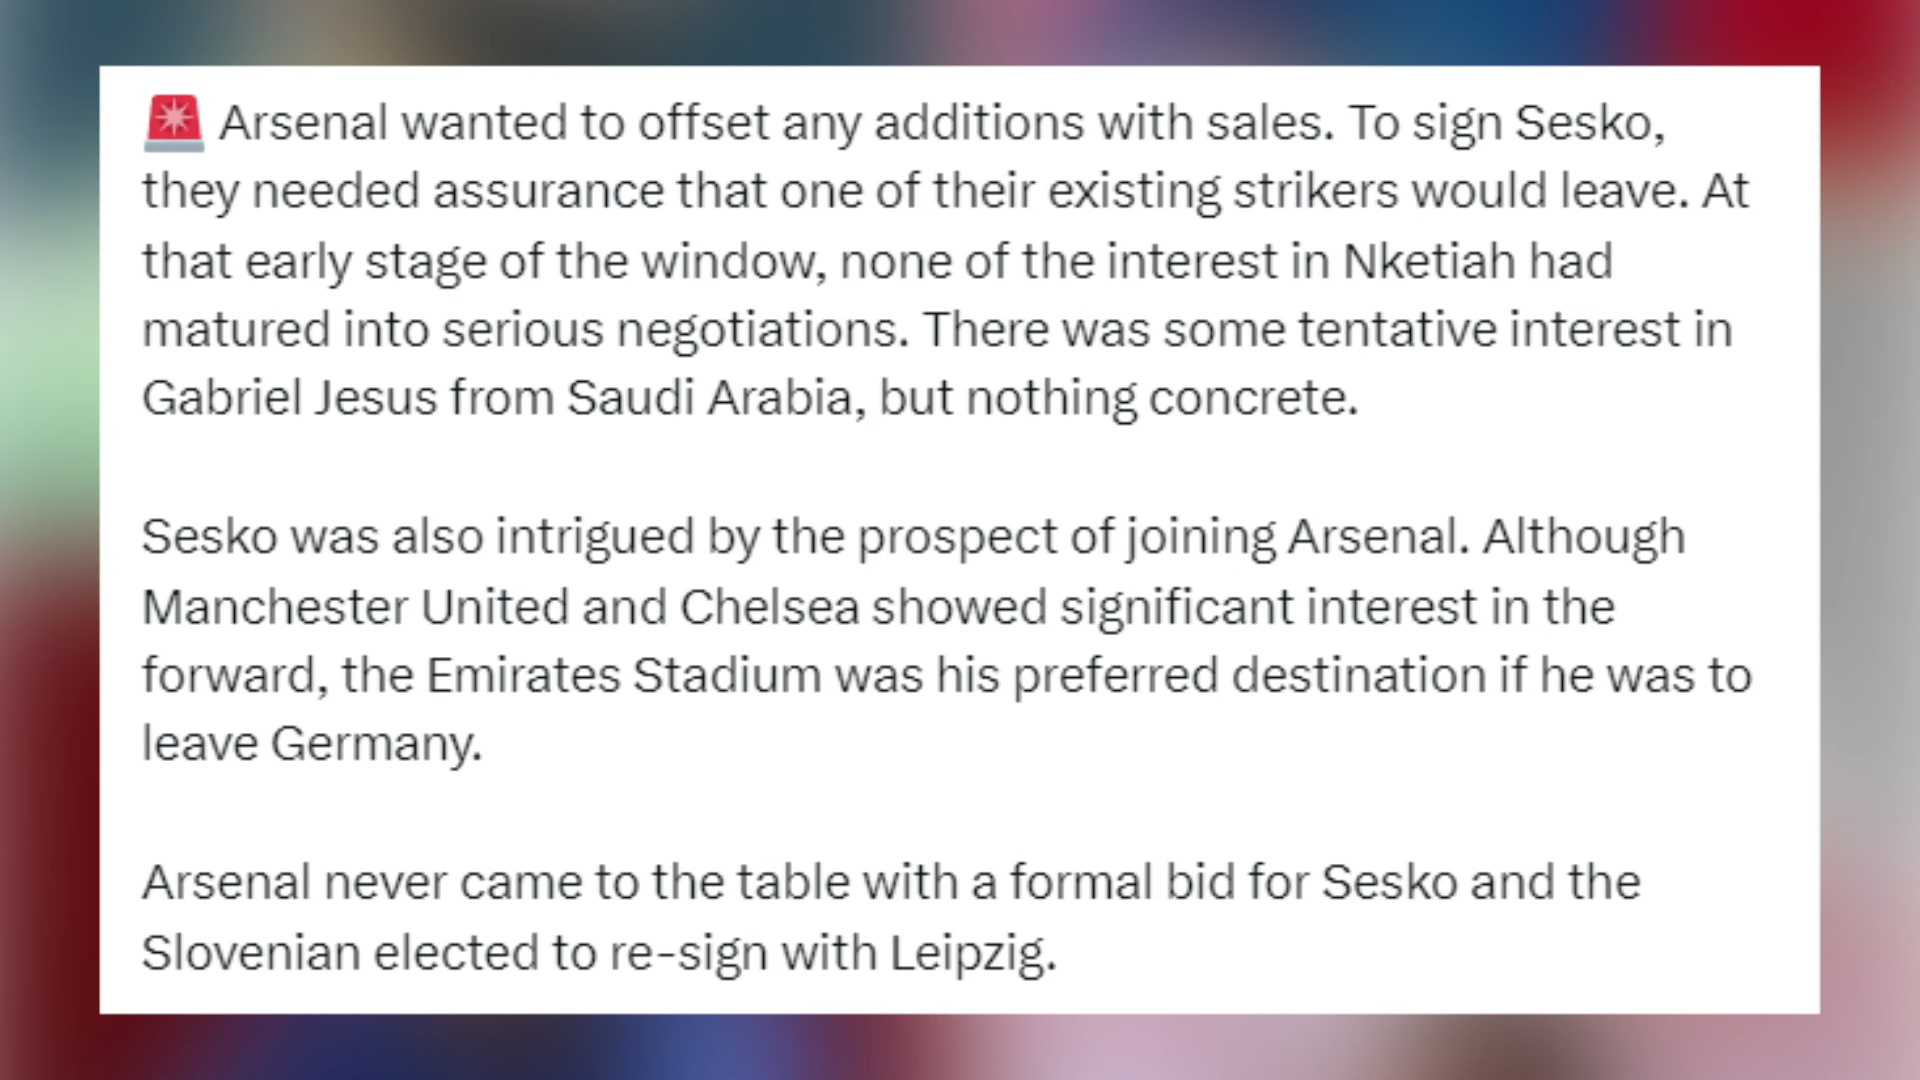 🚨 Arsenal wanted to offset any additions with sales. To sign Sesko,
they needed assurance that one of their existing strikers would leave. At
that early stage of the window, none of the interest in Nketiah had
matured into serious negotiations. There was some tentative interest in
Gabriel Jesus from Saudi Arabia, but nothing concrete.
Sesko was also intrigued by the prospect of joining Arsenal. Although
Manchester United and Chelsea showed significant interest in the
forward, the Emirates Stadium was his preferred destination if he was to
leave Germany.
Arsenal never came to the table with a formal bid for Sesko and the
Slovenian elected to re-sign with Leipzig.